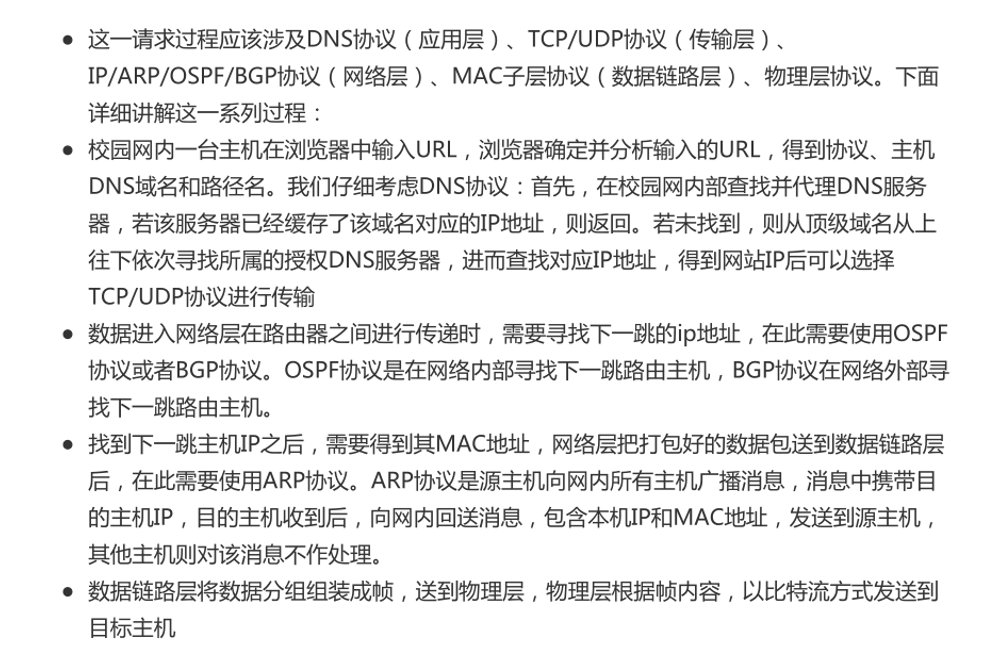 ● 这一请求过程应该涉及DNS协议（应用层）、TCP/UDP协议（传输层）、
IP/ARP/OSPF/BGP协议（网络层）、MAC子层协议（数据链路层）、物理层协议。下面
详细讲解这一系列过程：
● 校园网内一台主机在浏览器中输入URL，浏览器确定并分析输入的URL，得到协议、主机
DNS域名和路径名。我们仔细考虑DNS协议：首先，在校园网内部查找并代理DNS服务
器，若该服务器已经缓存了该域名对应的IP地址，则返回。若未找到，则从顶级域名从上
往下依次寻找所属的授权DNS服务器，进而查找对应IP地址，得到网站IP后可以选择
TCP/UDP协议进行传输
● 数据进入网络层在路由器之间进行传递时，需要寻找下一跳的ip地址，在此需要使用OSPF
协议或者BGP协议。OSPF协议是在网络内部寻找下一跳路由主机，BGP协议在网络外部寻
找下一跳路由主机。
● 找到下一跳主机IP之后，需要得到其MAC地址，网络层把打包好的数据包送到数据链路层
后，在此需要使用ARP协议。ARP协议是源主机向网内所有主机广播消息，消息中携带目
的主机IP，目的主机收到后，向网内回送消息，包含本机IP和MAC地址，发送到源主机，
其他主机则对该消息不作处理。
● 数据链路层将数据分组组装成帧，送到物理层，物理层根据帧内容，以比特流方式发送到
目标主机